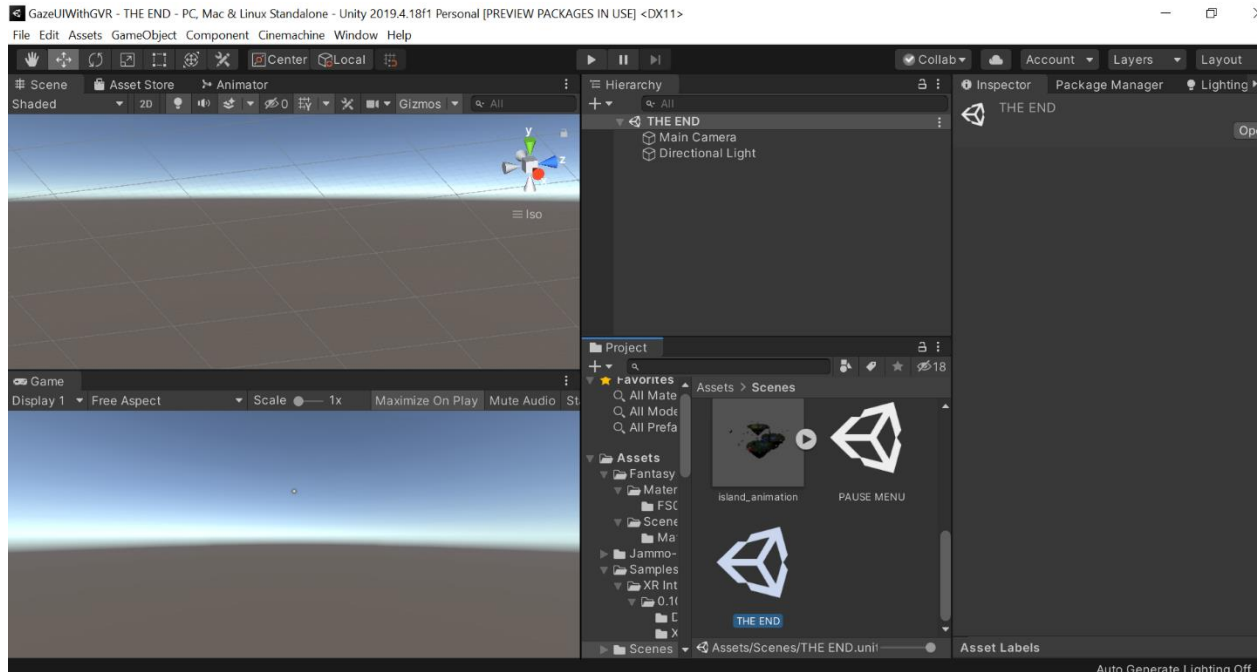 GazeUIWithGVR - THE END - PC, Mac & Linux Standalone - Unity 2019.4.18f1 Personal [PREVIEW PACKAGES IN USE] <DX11>
File Edit Assets GameObject Component Cinemachine Window Help
Center Local Collab Account Layers Layout
Scene Asset Store Animator
Shaded 2D 0 Gizmos All
y
z
Iso
Game
Display 1 Free Aspect Scale 1x Maximize On Play Mute Audio St
Hierarchy
All
THE END
Main Camera
Directional Light
Project
18
Favorites
All Mate
All Mode
All Prefa
Assets
Fantasy
Mater
FS0
Scene
Ma
Jammo-
Samples
XR Int
0.10
D
X
Scenes
Assets > Scenes
island_animation PAUSE MENU
THE END
Assets/Scenes/THE END.unit
Inspector Package Manager Lighting
THE END
Ope
Asset Labels
Auto Generate Lighting Off